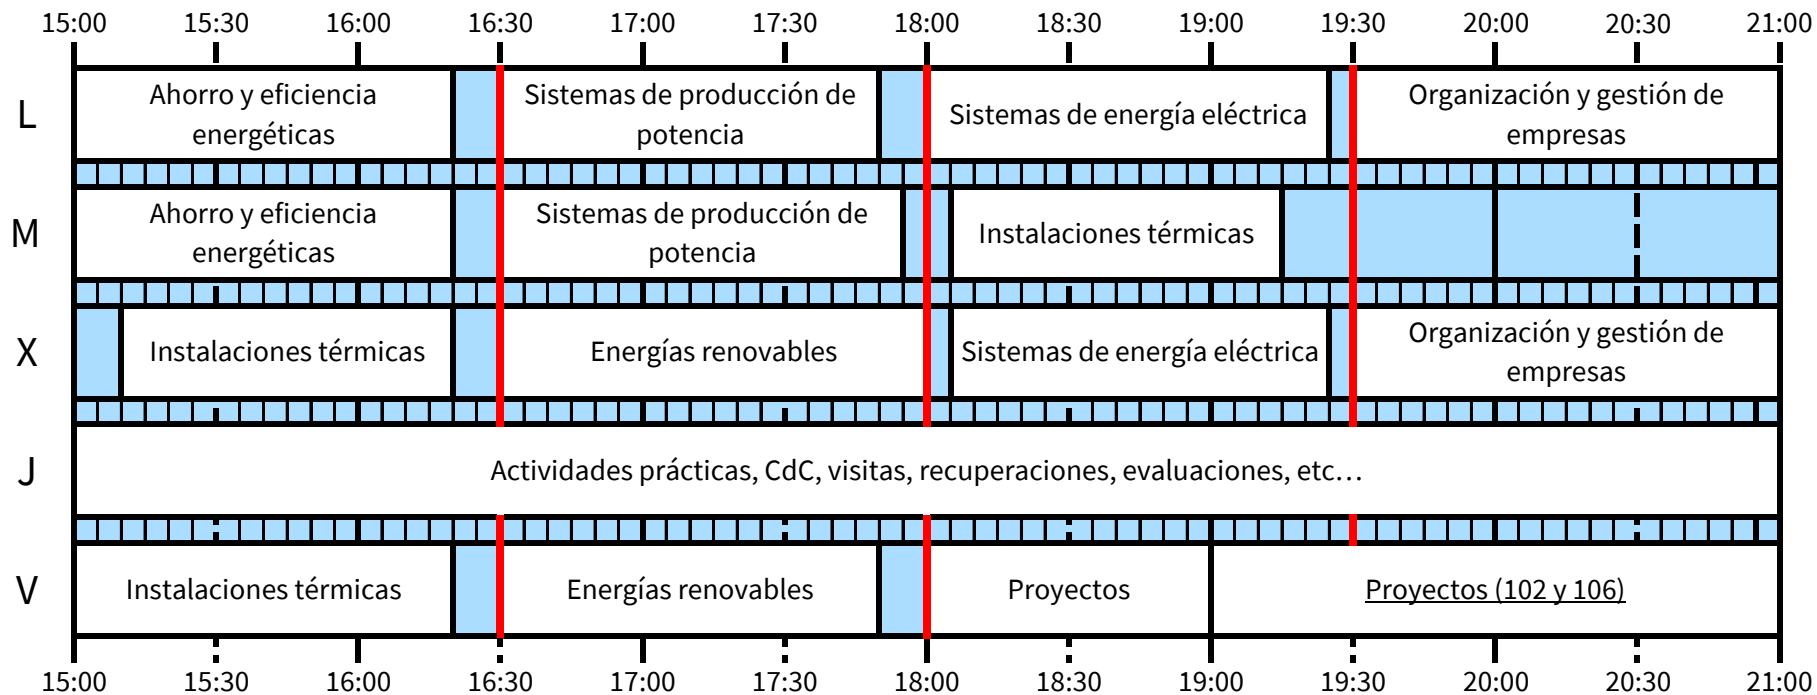 15:00 15:30 16:00 16:30 17:00 17:30 18:00 18:30 19:00 19:30 20:00 20:30 21:00
L
Ahorro y eficiencia
energéticas
Sistemas de producción de
potencia
Sistemas de energía eléctrica
Organización y gestión de
empresas
M
Ahorro y eficiencia
energéticas
Sistemas de producción de
potencia
Instalaciones térmicas
X
Instalaciones térmicas
Energías renovables
Sistemas de energía eléctrica
Organización y gestión de
empresas
J
Actividades prácticas, CdC, visitas, recuperaciones, evaluaciones, etc…
V
Instalaciones térmicas
Energías renovables
Proyectos
Proyectos (102 y 106)
15:00 15:30 16:00 16:30 17:00 17:30 18:00 18:30 19:00 19:30 20:00 20:30 21:00